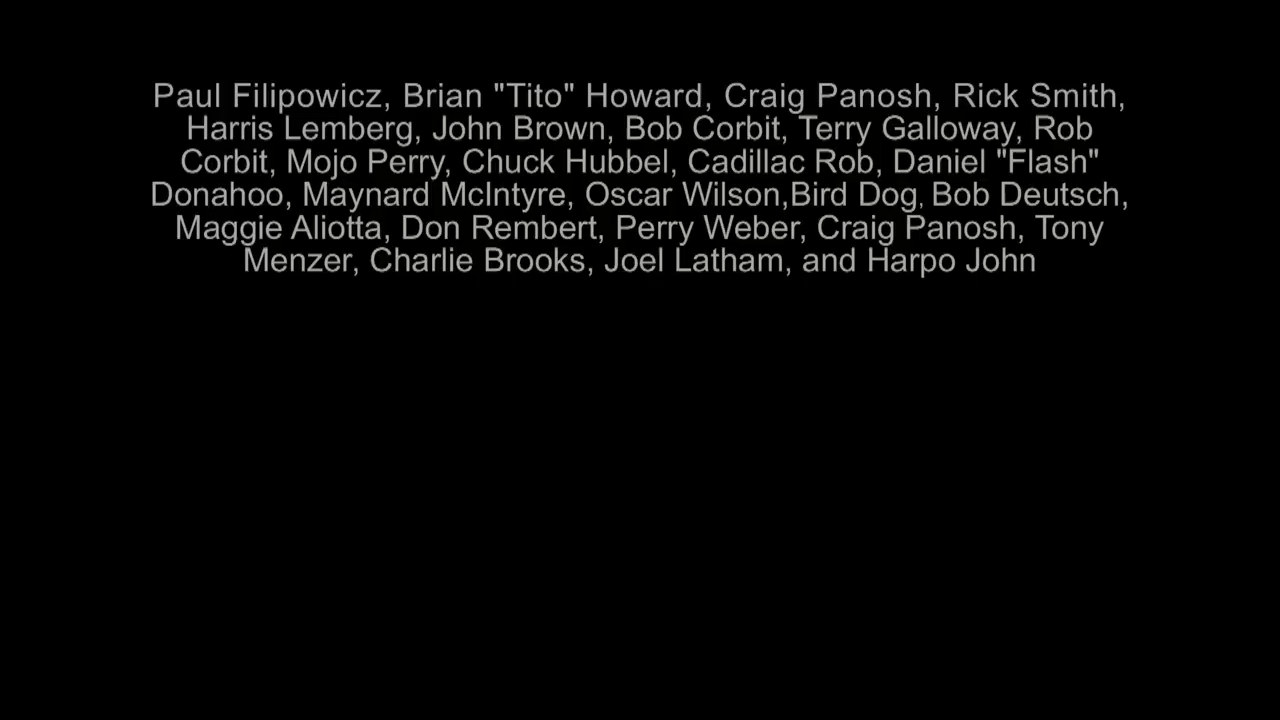 Paul Filipowicz, Brian "Tito" Howard, Craig Panosh, Rick Smith,
Harris Lemberg, John Brown, Bob Corbit, Terry Galloway, Rob
Corbit, Mojo Perry, Chuck Hubbel, Cadillac Rob, Daniel "Flash"
Donahoo, Maynard McIntyre, Oscar Wilson,Bird Dog, Bob Deutsch,
Maggie Aliotta, Don Rembert, Perry Weber, Craig Panosh, Tony
Menzer, Charlie Brooks, Joel Latham, and Harpo John